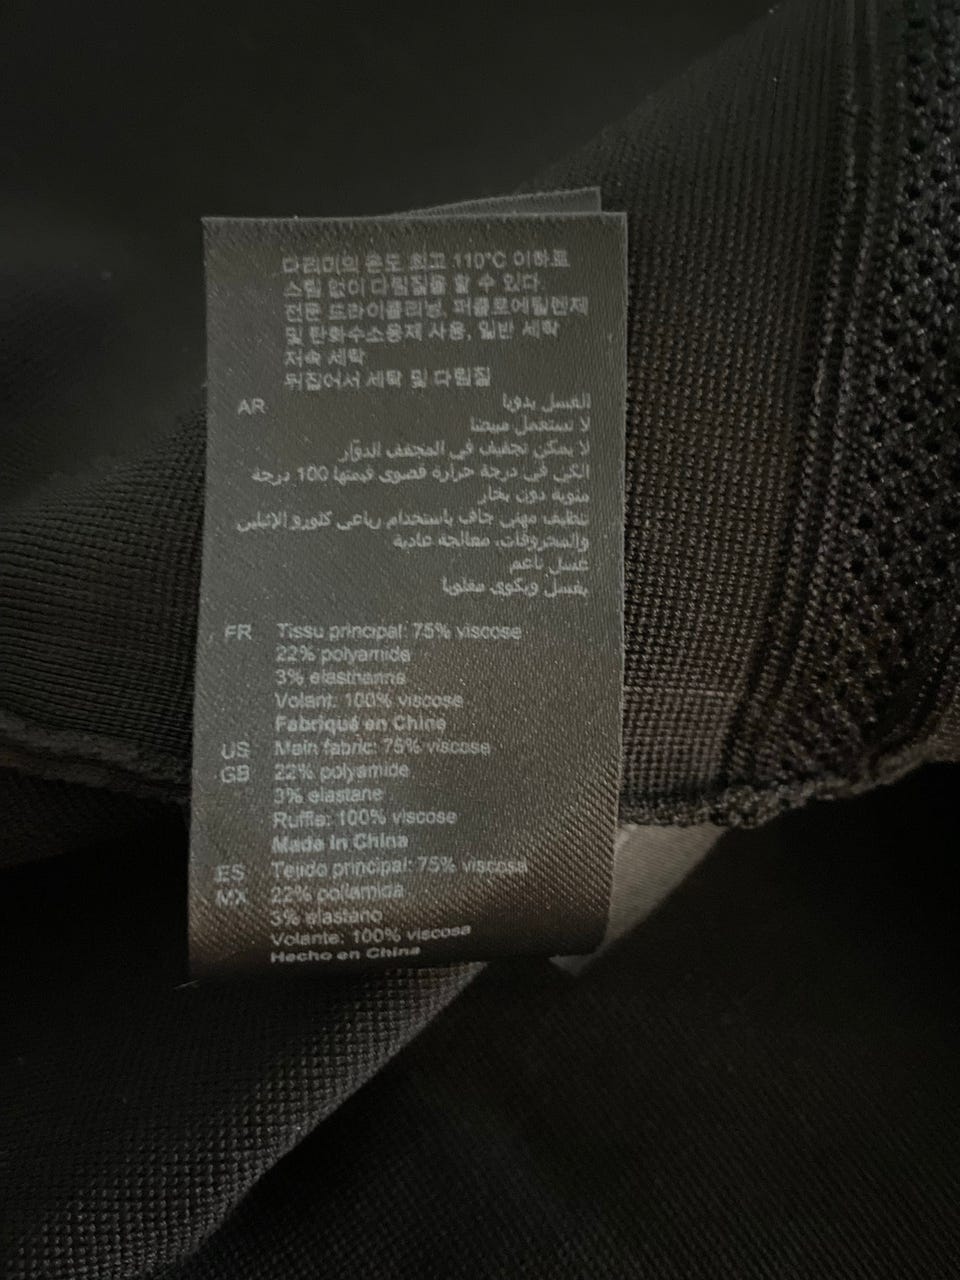 다리미의 온도 최고 110°C 이하로
스팀 없이 다림질을 할 수 있다.
전문 드라이클리닝, 퍼클로에틸렌제
및 탄화수소용제 사용, 일반 세탁
저속 세탁
뒤집어서 세탁 및 다림질
AR الغسل يدويا
لا تستعمل مبيضا
لا يمكن تجفيف في المجفف الدوّار
الكي في درجة حرارة قصوى قيمتها 100 درجة
مئوية دون بخار
تنظيف مهني جاف باستخدام رباعي كلورو الإثيلين
والمحروقات، معالجة عادية
غسل ناعم
يغسل ويكوى مقلوبا
FR Tissu principal: 75% viscose
22% polyamide
3% elasthanne
Volant: 100% viscose
Fabriqué en Chine
US Main fabric: 75% viscose
GB 22% polyamide
3% elastane
Ruffle: 100% viscose
Made in China
ES Tejido principal: 75% viscosa
MX 22% poliamida
3% elastano
Volante: 100% viscosa
Hecho en China